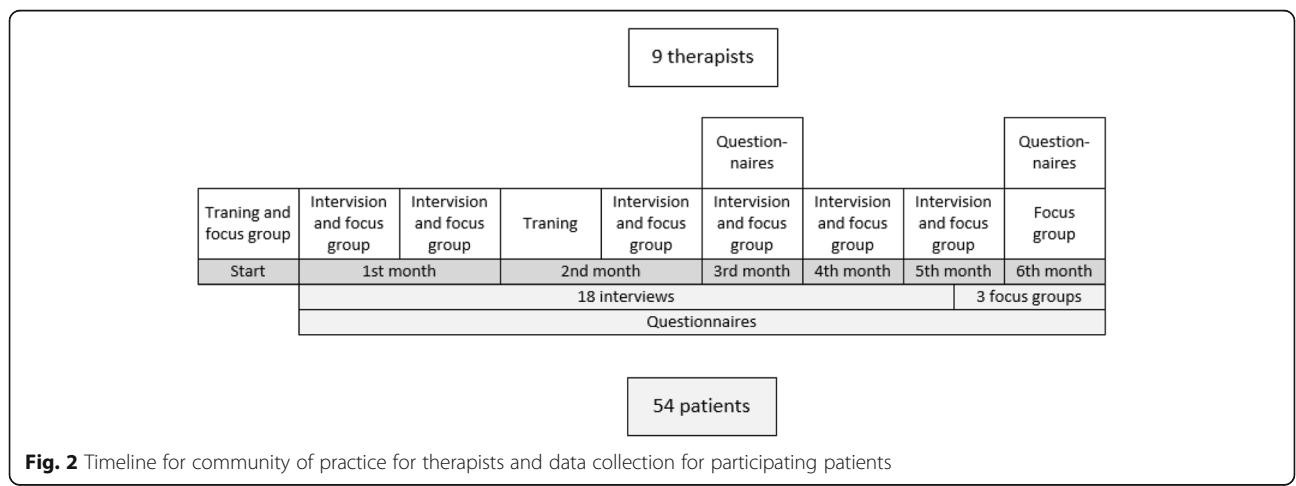 9 therapists
Question-
naires
Question-
naires
Traning and
focus group
Intervision
and focus
group
Intervision
and focus
group
Traning
Intervision
and focus
group
Intervision
and focus
group
Intervision
and focus
group
Intervision
and focus
group
Focus
group
Start
1st month
2nd month
3rd month
4th month
5th month
6th month
18 interviews
3 focus groups
Questionnaires
54 patients
Fig. 2 Timeline for community of practice for therapists and data collection for participating patients